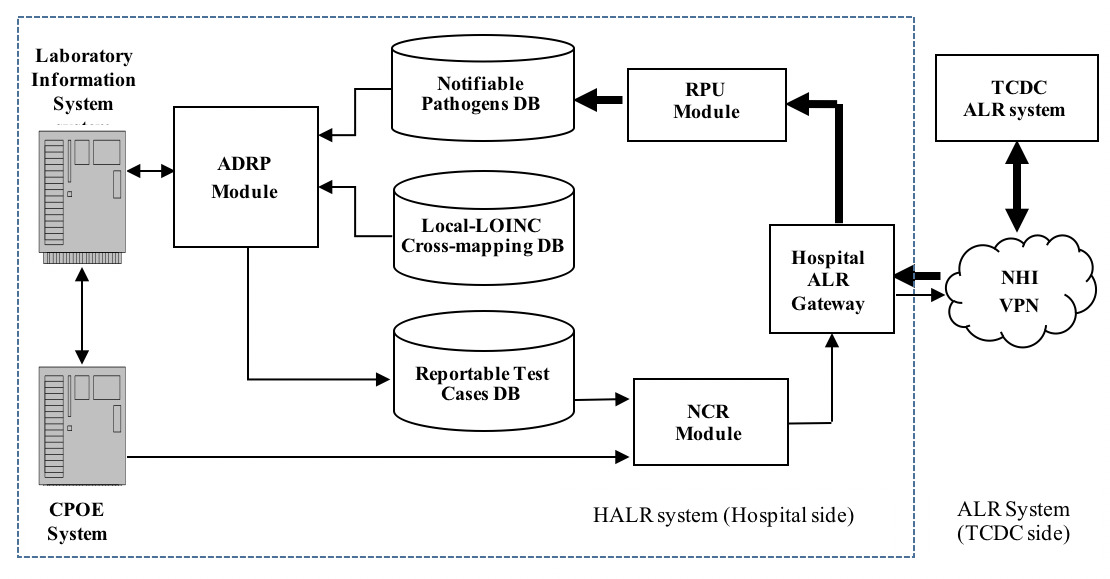 Laboratory
Information
System
ADRP
Module
Notifiable
Pathogens DB
RPU
Module
TCDC
ALR system
Local-LOINC
Cross-mapping DB
Hospital
ALR
Gateway
NHI
VPN
Reportable Test
Cases DB
NCR
Module
CPOE
System
HALR system (Hospital side)
ALR System
(TCDC side)